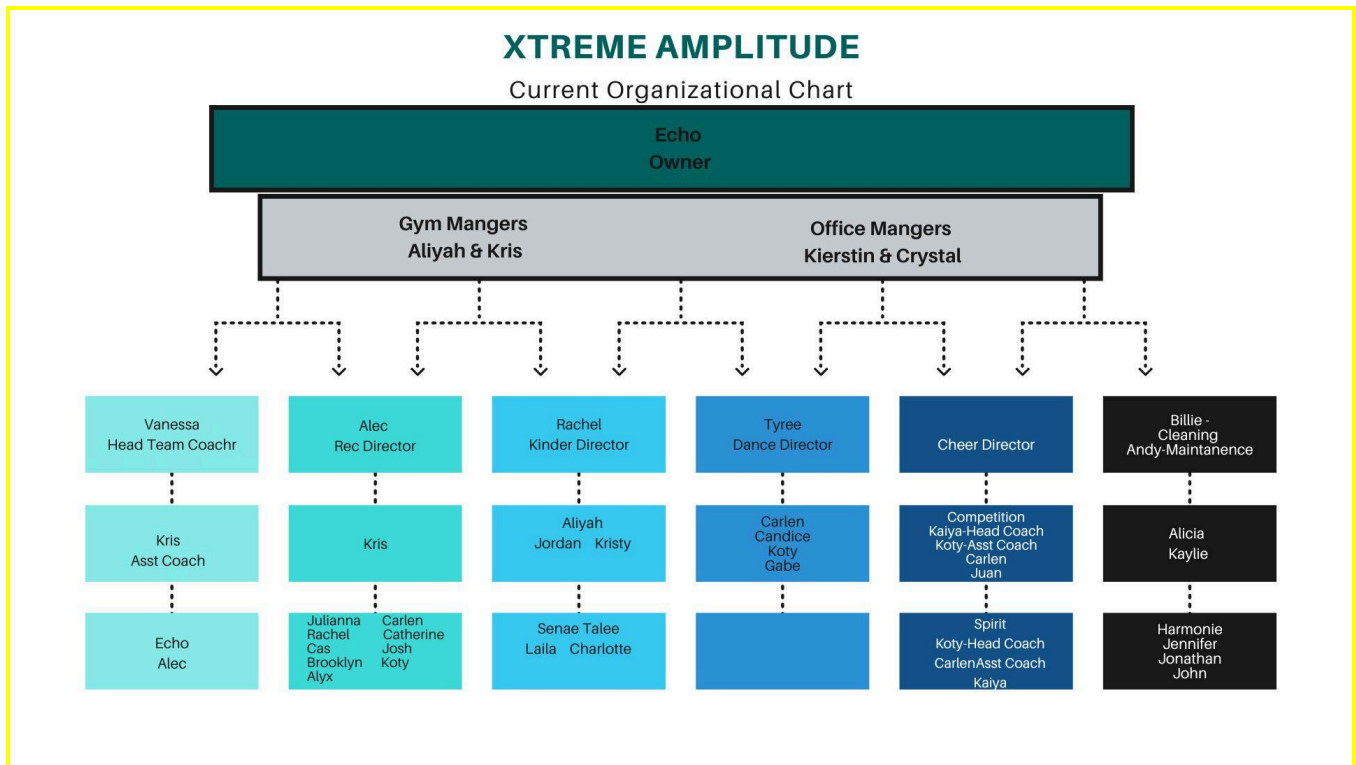 XTREME AMPLITUDE
Current Organizational Chart
Echo
Owner
Gym Mangers
Aliyah & Kris
Office Mangers
Kierstin & Crystal
Vanessa
Head Team Coachr
Alec
Rec Director
Rachel
Kinder Director
Tyree
Dance Director
Cheer Director
Billie -
Cleaning
Andy-Maintanence
Kris
Asst Coach
Kris
Aliyah
Jordan Kristy
Carlen
Candice
Koty
Gabe
Competition
Kaiya-Head Coach
Koty-Asst Coach
Carlen
Juan
Alicia
Kaylie
Echo
Alec
Julianna Carlen
Rachel Catherine
Cas Josh
Brooklyn Koty
Alyx
Senae Talee
Laila Charlotte
Spirit
Koty-Head Coach
CarlenAsst Coach
Kaiya
Harmonie
Jennifer
Jonathan
John